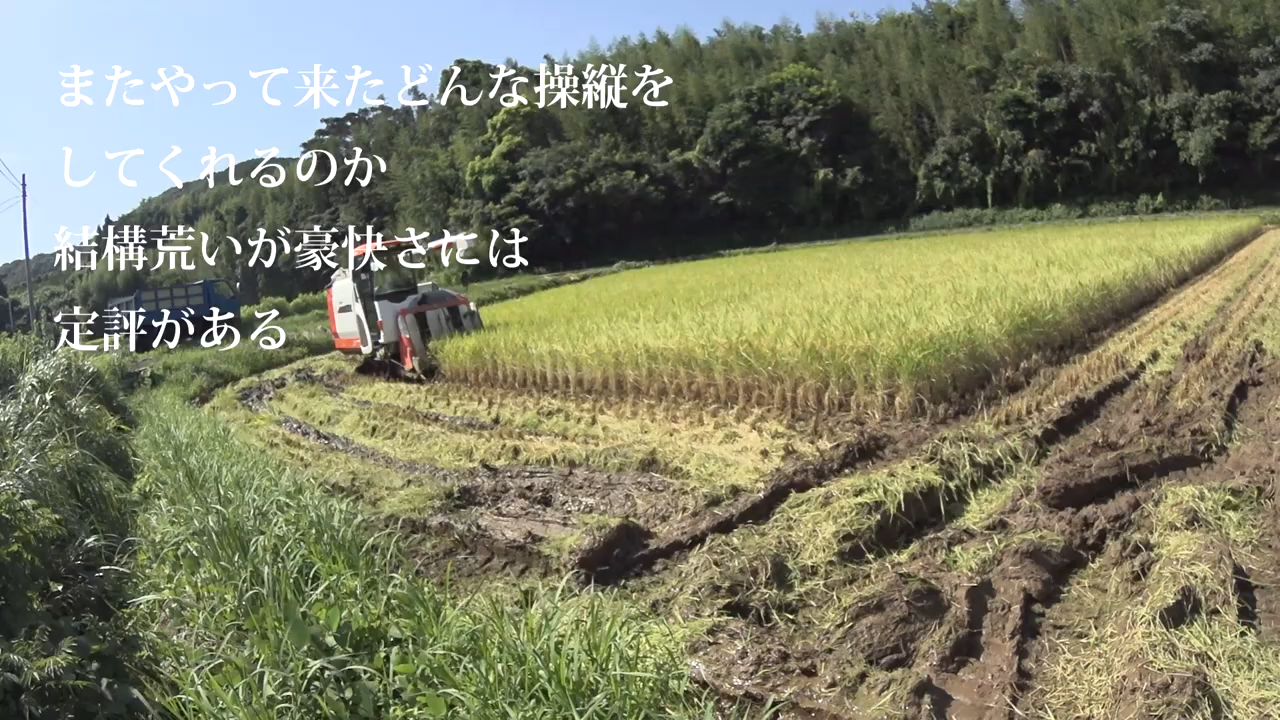 またやって来たどんな操縦を
してくれるのか
結構荒いが豪快さには
定評がある